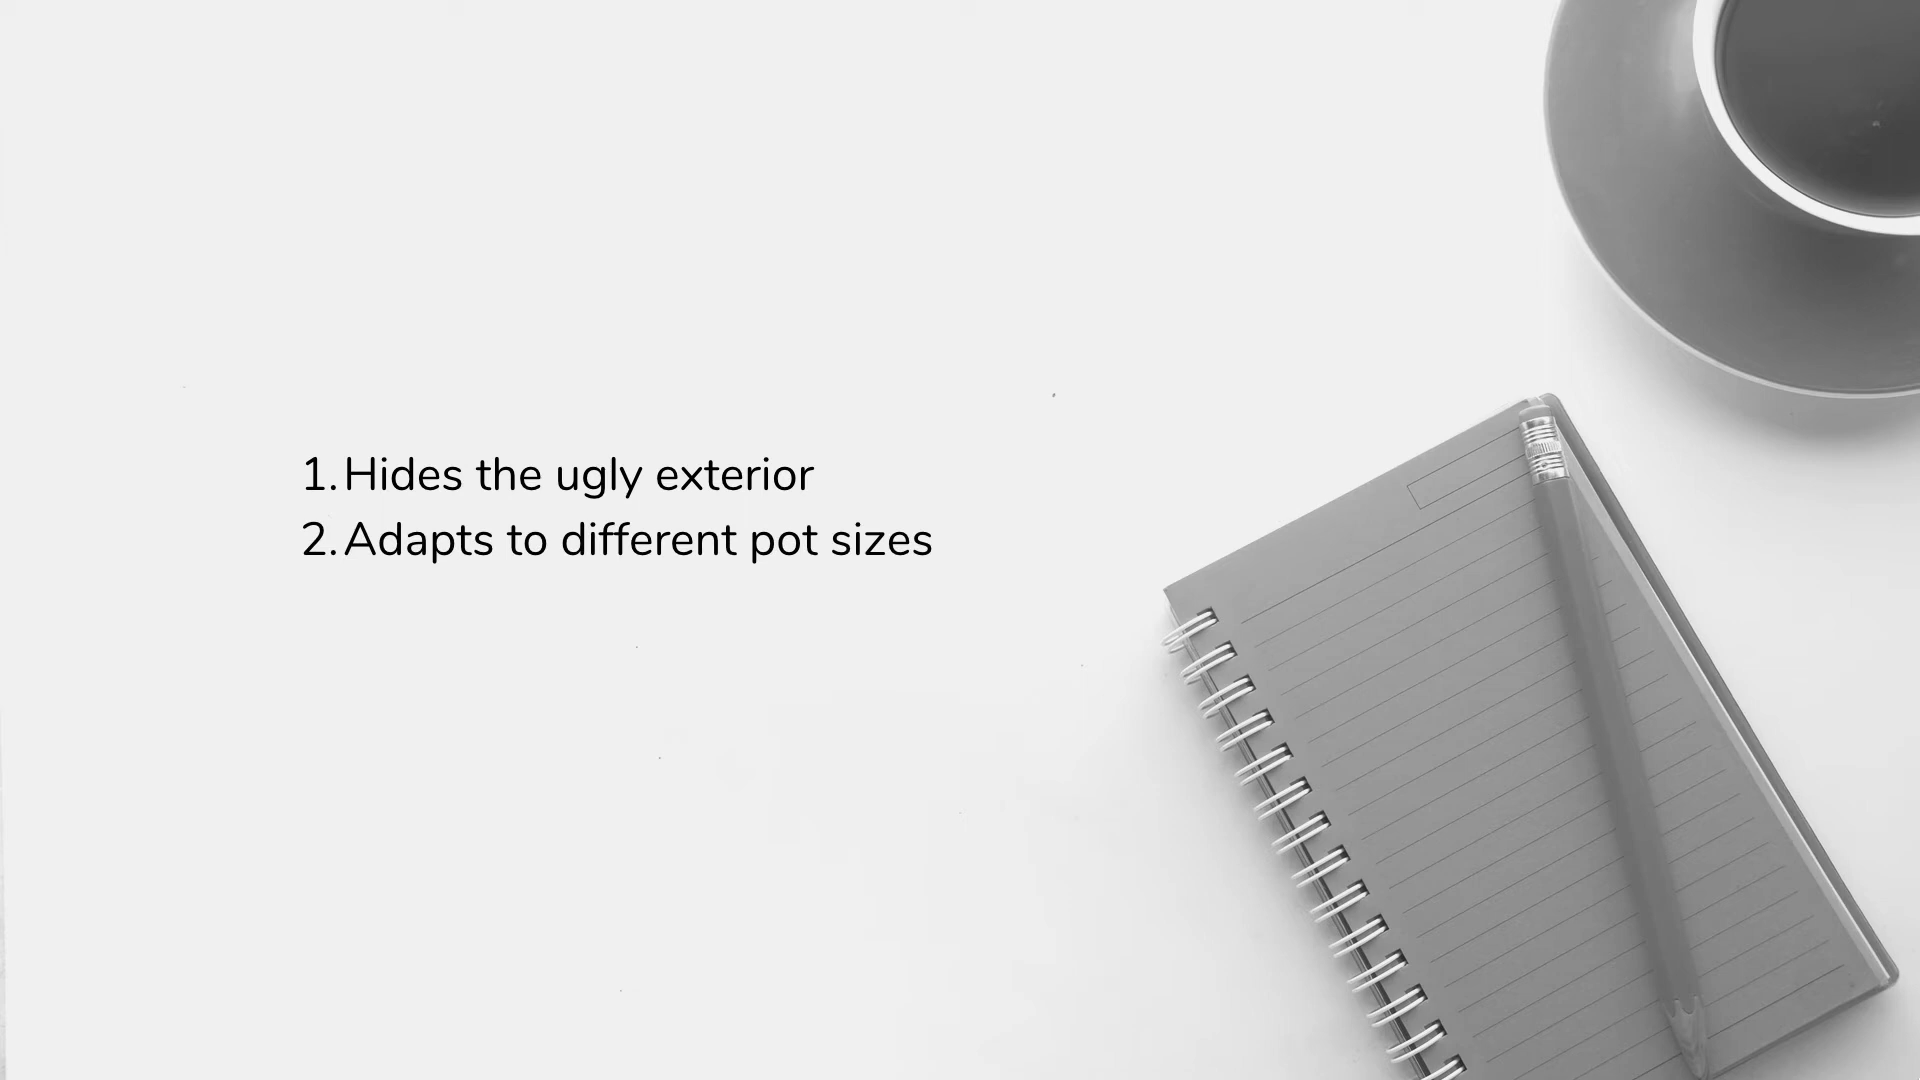 1. Hides the ugly exterior
2. Adapts to different pot sizes